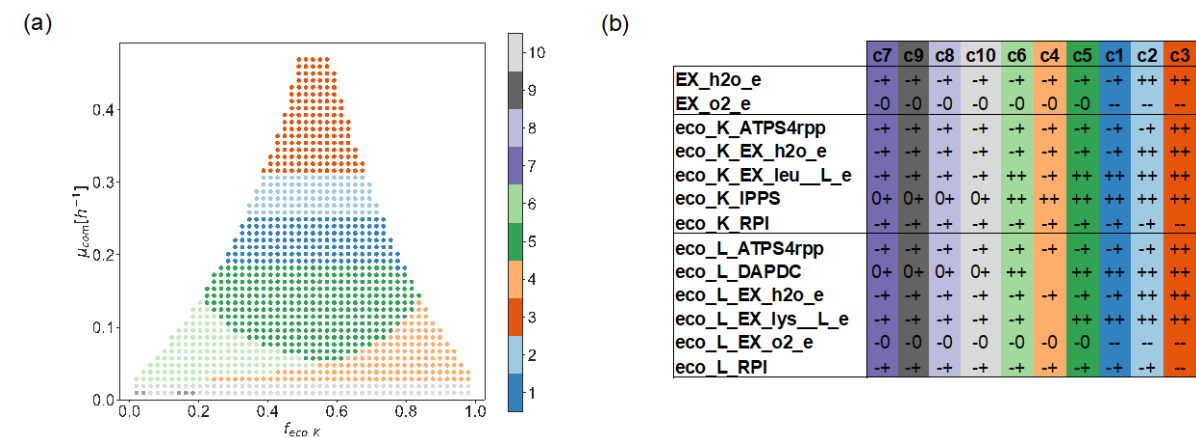 (a)
(b)
0.4
0.3
0.2
0.1
0.0
μcom[h⁻¹]
0.0 0.2 0.4 0.6 0.8 1.0
f_eco K
10
9
8
7
6
5
4
3
2
1
c7 c9 c8 c10 c6 c4 c5 c1 c2 c3
EX_h2o_e -+ -+ -+ -+ -+ -+ -+ -+ ++ ++
EX_o2_e -0 -0 -0 -0 -0 -0 -0 -- -- --
eco_K_ATPS4rpp -+ -+ -+ -+ -+ -+ -+ -+ -+ ++
eco_K_EX_h2o_e -+ -+ -+ -+ -+ -+ -+ -+ ++ ++
eco_K_EX_leu__L_e -+ -+ -+ -+ ++ -+ ++ ++ ++ ++
eco_K_IPPS 0+ 0+ 0+ 0+ ++ ++ ++ ++ ++ ++
eco_K_RPI -+ -+ -+ -+ -+ -+ -+ -+ -+ --
eco_L_ATPS4rpp -+ -+ -+ -+ -+ -+ -+ -+ ++
eco_L_DAPDC 0+ 0+ 0+ 0+ ++ ++ ++ ++ ++
eco_L_EX_h2o_e -+ -+ -+ -+ -+ -+ -+ -+ ++ ++
eco_L_EX_lys__L_e -+ -+ -+ -+ -+ ++ ++ ++ ++
eco_L_EX_o2_e -0 -0 -0 -0 -0 -0 -0 -- -- --
eco_L_RPI -+ -+ -+ -+ -+ -+ -+ -+ --